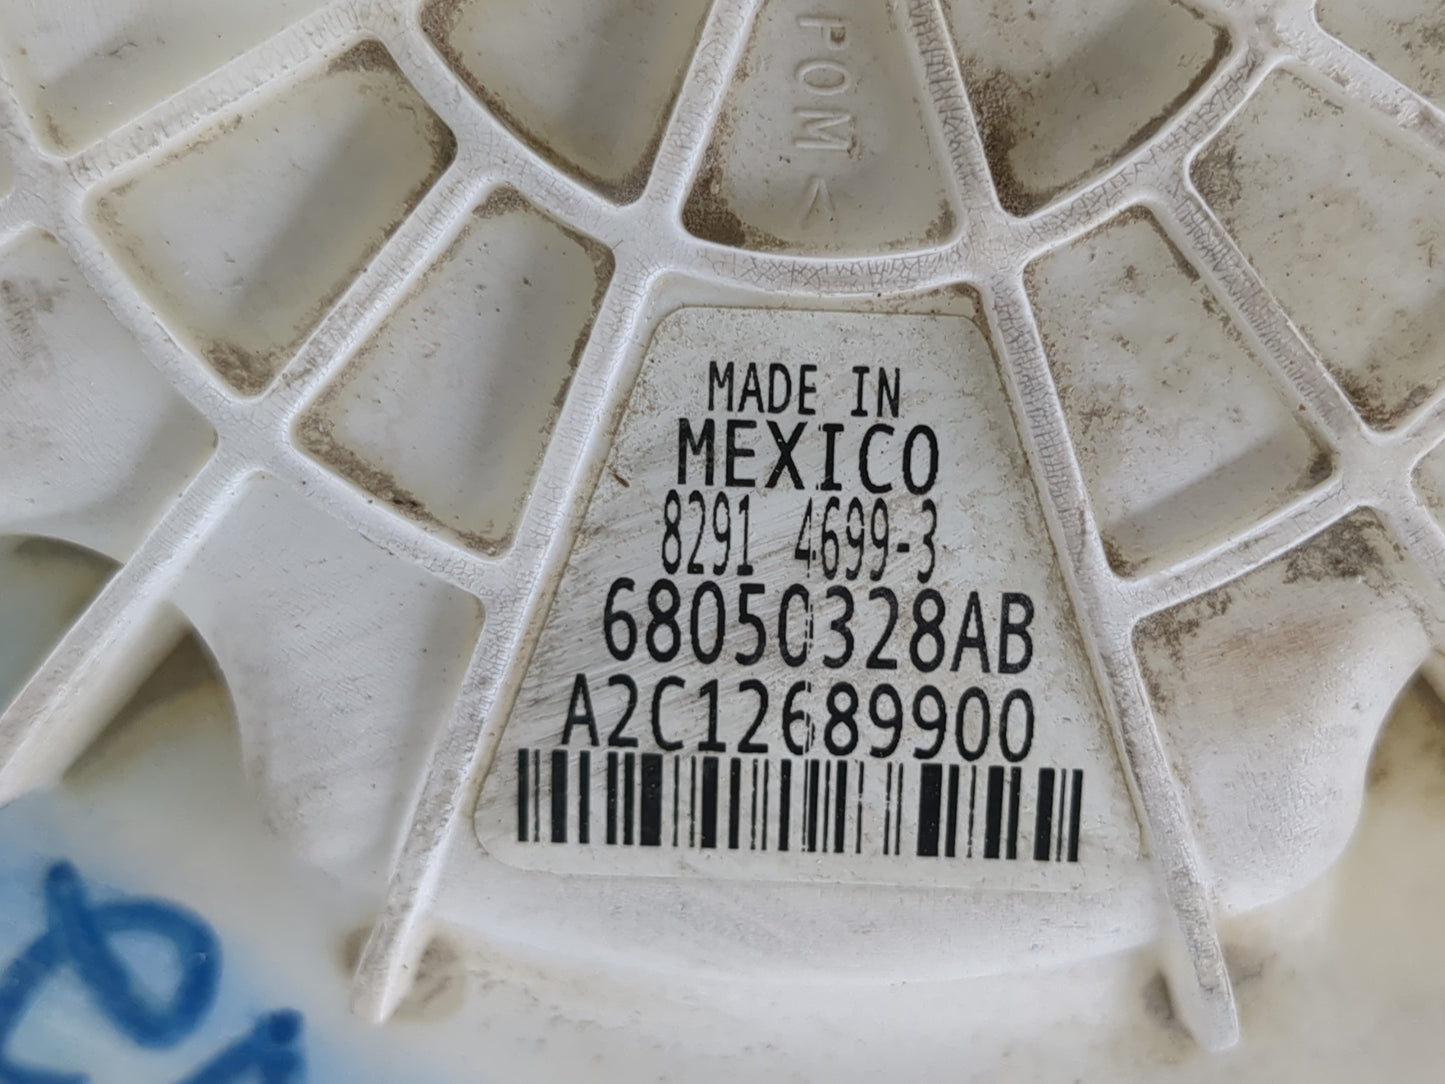 POM<
MADE IN
MEXICO
8291 4699-3
68050328AB
A2C12689900